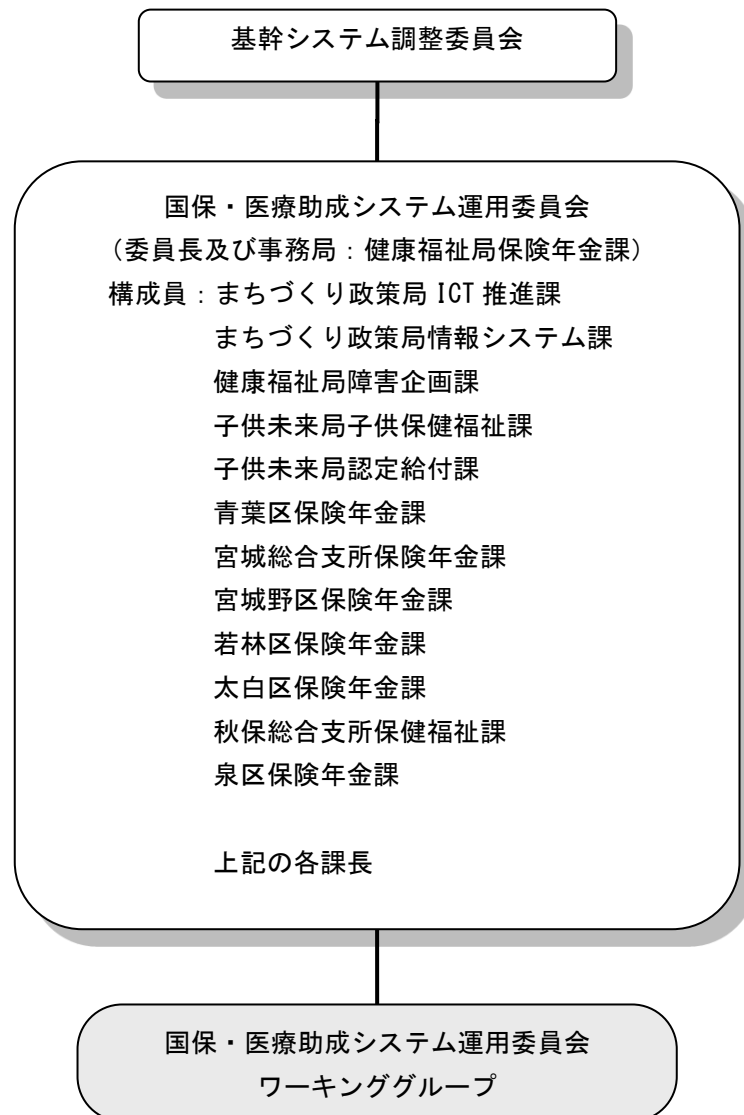 基幹システム調整委員会
国保・医療助成システム運用委員会
（委員長及び事務局：健康福祉局保険年金課）
構成員：まちづくり政策局 ICT 推進課
まちづくり政策局情報システム課
健康福祉局障害企画課
子供未来局子供保健福祉課
子供未来局認定給付課
青葉区保険年金課
宮城総合支所保険年金課
宮城野区保険年金課
若林区保険年金課
太白区保険年金課
秋保総合支所保健福祉課
泉区保険年金課
上記の各課長
国保・医療助成システム運用委員会
ワーキンググループ